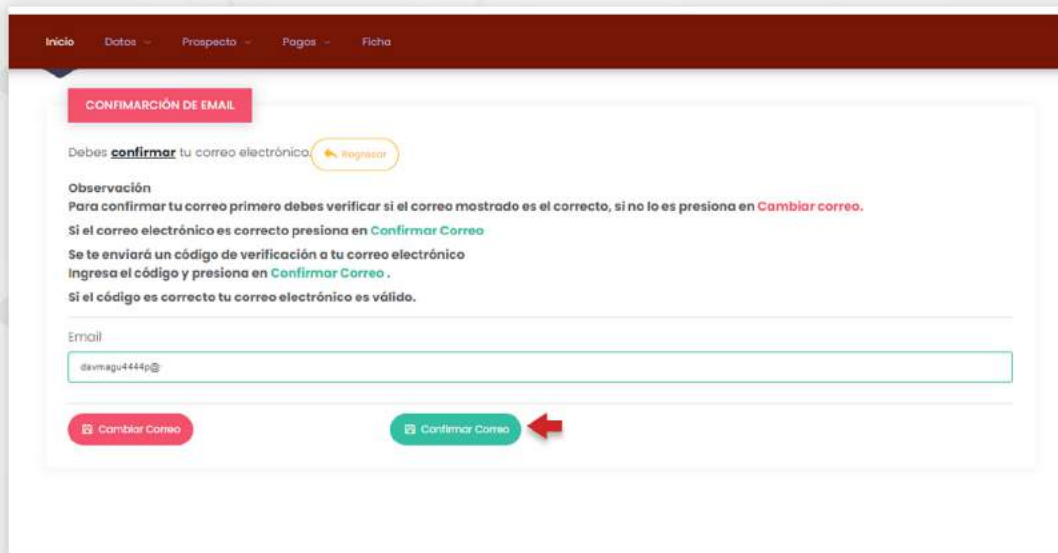 Inicio Datos Prospecto Pagos Ficha
CONFIMARCIÓN DE EMAIL
Debes confirmar tu correo electrónico. Regresar
Observación
Para confirmar tu correo primero debes verificar si el correo mostrado es el correcto, si no lo es presiona en Cambiar correo.
Si el correo electrónico es correcto presiona en Confirmar Correo
Se te enviará un código de verificación a tu correo electrónico
Ingresa el código y presiona en Confirmar Correo .
Si el código es correcto tu correo electrónico es válido.
Email
davmagu4444p@
Cambiar Correo Confirmar Correo